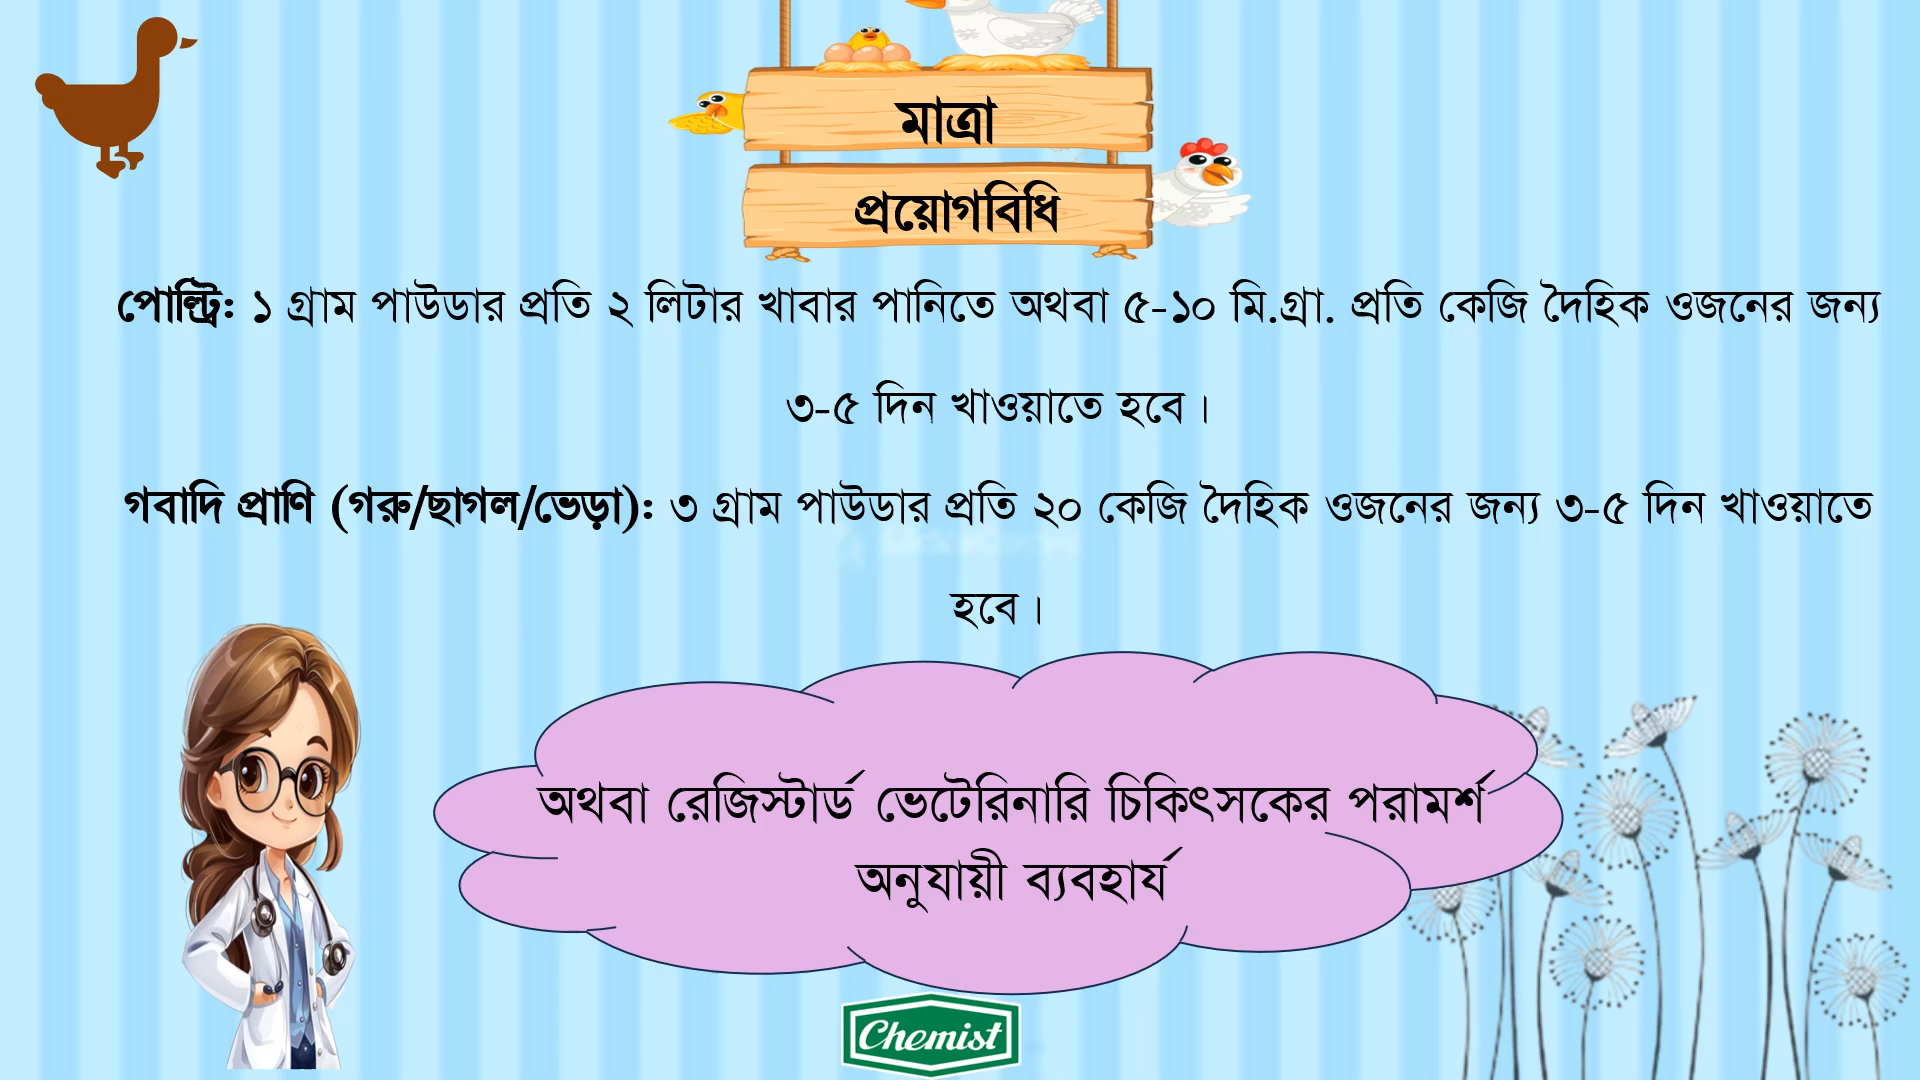 মাত্রা
প্রয়োগবিধি
পোল্ট্রি: ১ গ্রাম পাউডার প্রতি ২ লিটার খাবার পানিতে অথবা ৫-১০ মি.গ্রা. প্রতি কেজি দৈহিক ওজনের জন্য
৩-৫ দিন খাওয়াতে হবে।
গবাদি প্রাণি (গরু/ছাগল/ভেড়া): ৩ গ্রাম পাউডার প্রতি ২০ কেজি দৈহিক ওজনের জন্য ৩-৫ দিন খাওয়াতে
হবে।
অথবা রেজিস্টার্ড ভেটেরিনারি চিকিৎসকের পরামর্শ
অনুযায়ী ব্যবহার্য
Chemist